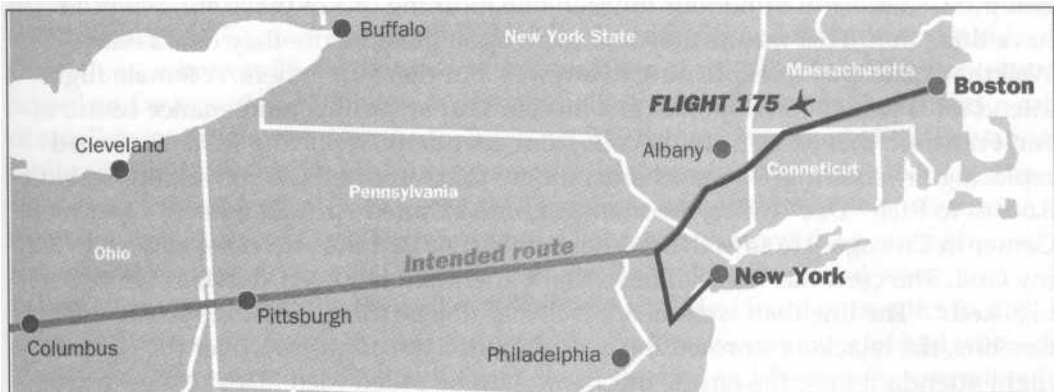 Buffalo
New York State
Massachusetts
Boston
FLIGHT 175
Albany
Cleveland
Connecticut
Pennsylvania
Ohio
Intended route
New York
Pittsburgh
Columbus
Philadelphia